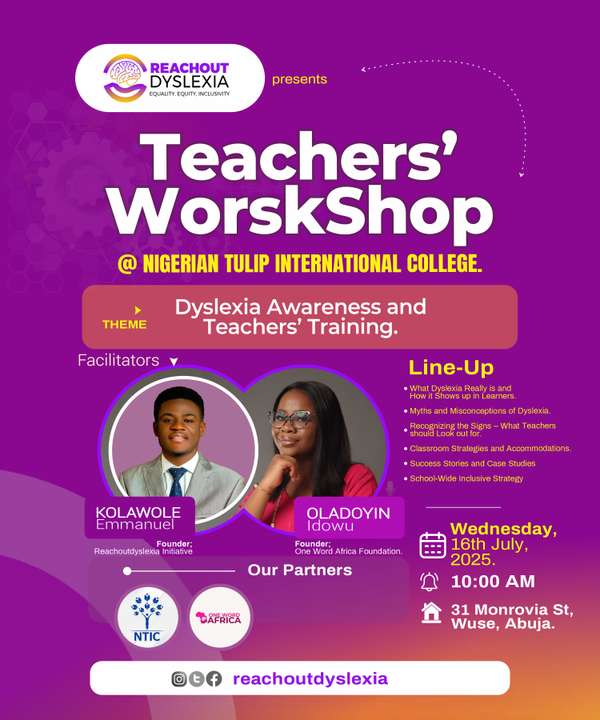 REACHOUT
DYSLEXIA
EQUALITY. EQUITY. INCLUSIVITY
presents
Teachers'
WorskShop
@ NIGERIAN TULIP INTERNATIONAL COLLEGE.
THEME
Dyslexia Awareness and
Teachers' Training.
Facilitators
KOLAWOLE
Emmanuel
Founder;
Reachoutdyslexia Initiative
OLADOYIN
Idowu
Founder;
One Word Africa Foundation.
Line-Up
What Dyslexia Really is and
How it Shows up in Learners.
Myths and Misconceptions of Dyslexia.
Recognizing the Signs – What Teachers
should Look out for.
Classroom Strategies and Accommodations.
Success Stories and Case Studies
School-Wide Inclusive Strategy
Wednesday,
16th July,
2025.
10:00 AM
31 Monrovia St,
Wuse, Abuja.
Our Partners
NTIC
ONE WORD
AFRICA
reachoutdyslexia